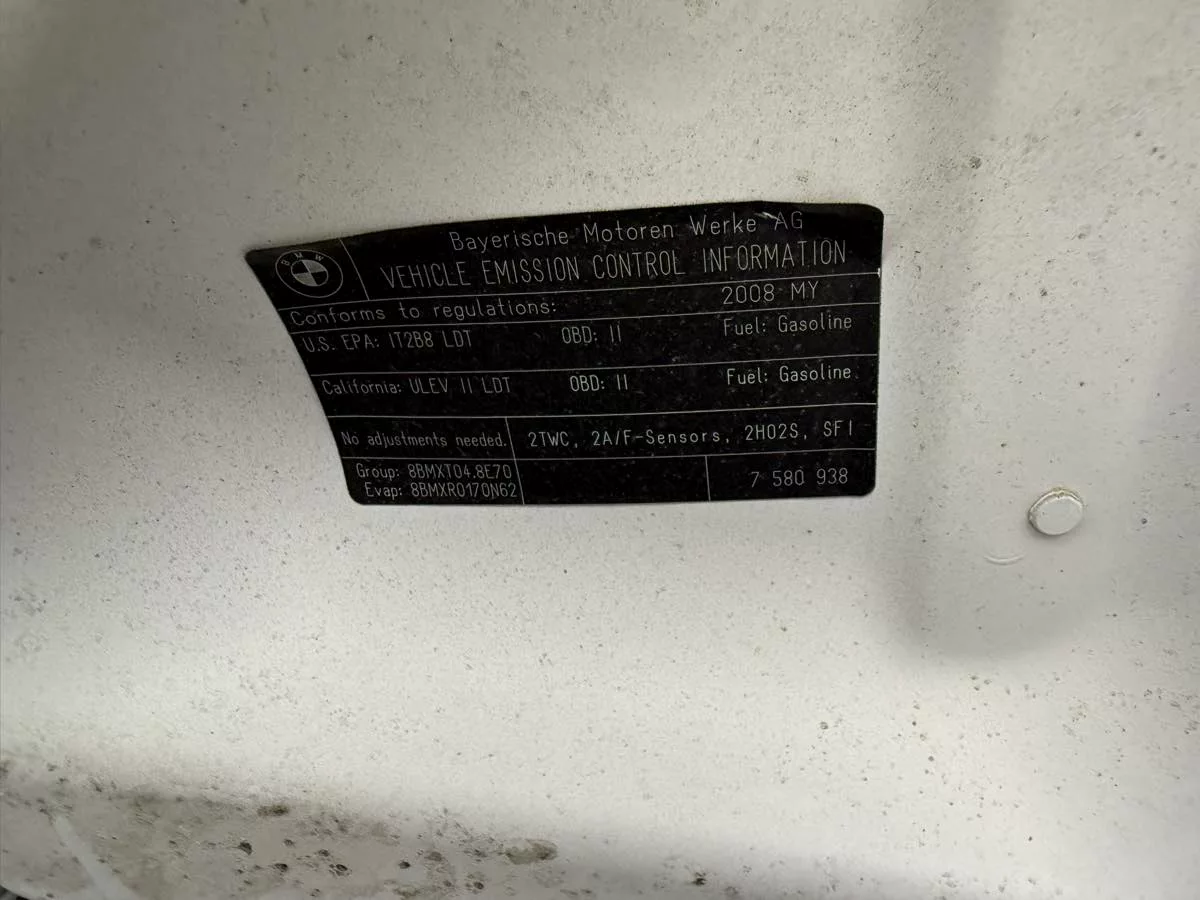 BMW
Bayerische Motoren Werke AG
VEHICLE EMISSION CONTROL INFORMATION
Conforms to regulations: 2008 MY
U.S. EPA: 1T2B8 LDT OBD: II Fuel: Gasoline
California: ULEV II LDT OBD: II Fuel: Gasoline
No adjustments needed. 2TWC, 2A/F-Sensors, 2HO2S, SFI
Group: 8BMXT04.8E70
Evap: 8BMXR0170N62 7 580 938